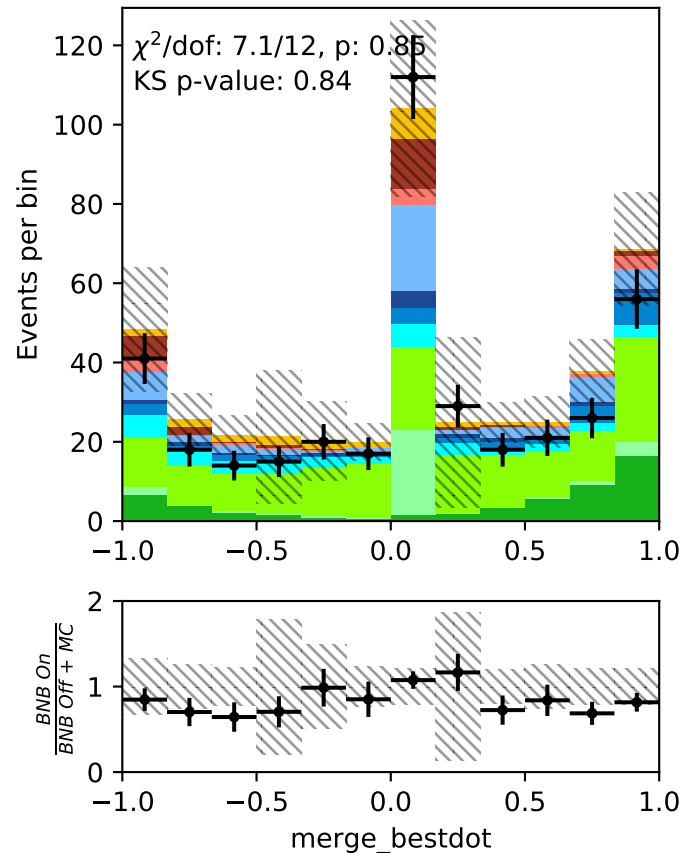 χ²/dof: 7.1/12, p: 0.85
KS p-value: 0.84
Events per bin
120
100
80
60
40
20
0
−1.0 −0.5 0.0 0.5 1.0
BNB On
BNB Off + MC
2
1
0
−1.0 −0.5 0.0 0.5 1.0
merge_bestdot